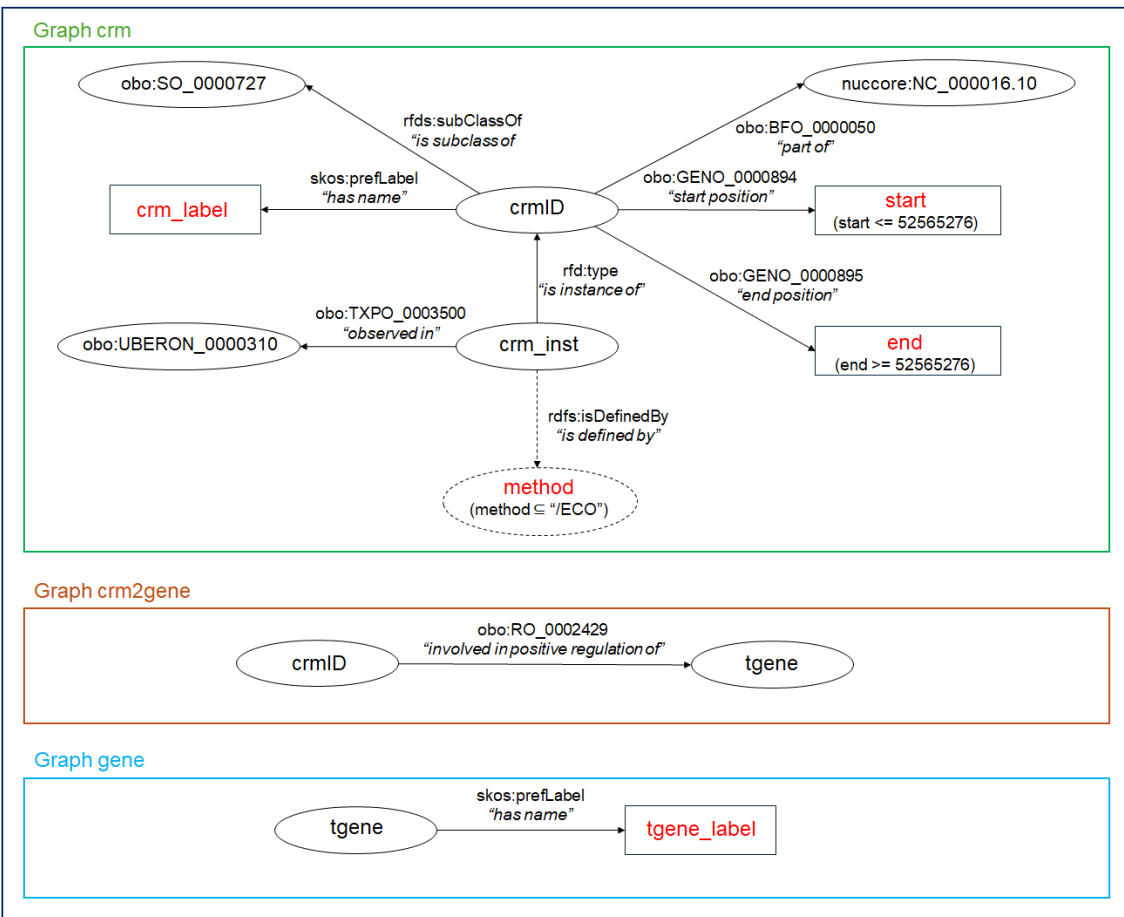 Graph crm
obo:SO_0000727
nuccore:NC_000016.10
rfds:subClassOf
"is subclass of
obo:BFO_0000050
"part of"
skos:prefLabel
"has name"
obo:GENO_0000894
"start position"
crm_label
crmID
start
(start <= 52565276)
rfd:type
"is instance of"
obo:GENO_0000895
"end position"
obo:TXPO_0003500
"observed in"
obo:UBERON_0000310
crm_inst
end
(end >= 52565276)
rdfs:isDefinedBy
"is defined by"
method
(method ⊆ "/ECO")
Graph crm2gene
obo:RO_0002429
"involved in positive regulation of"
crmID
tgene
Graph gene
skos:prefLabel
"has name"
tgene
tgene_label